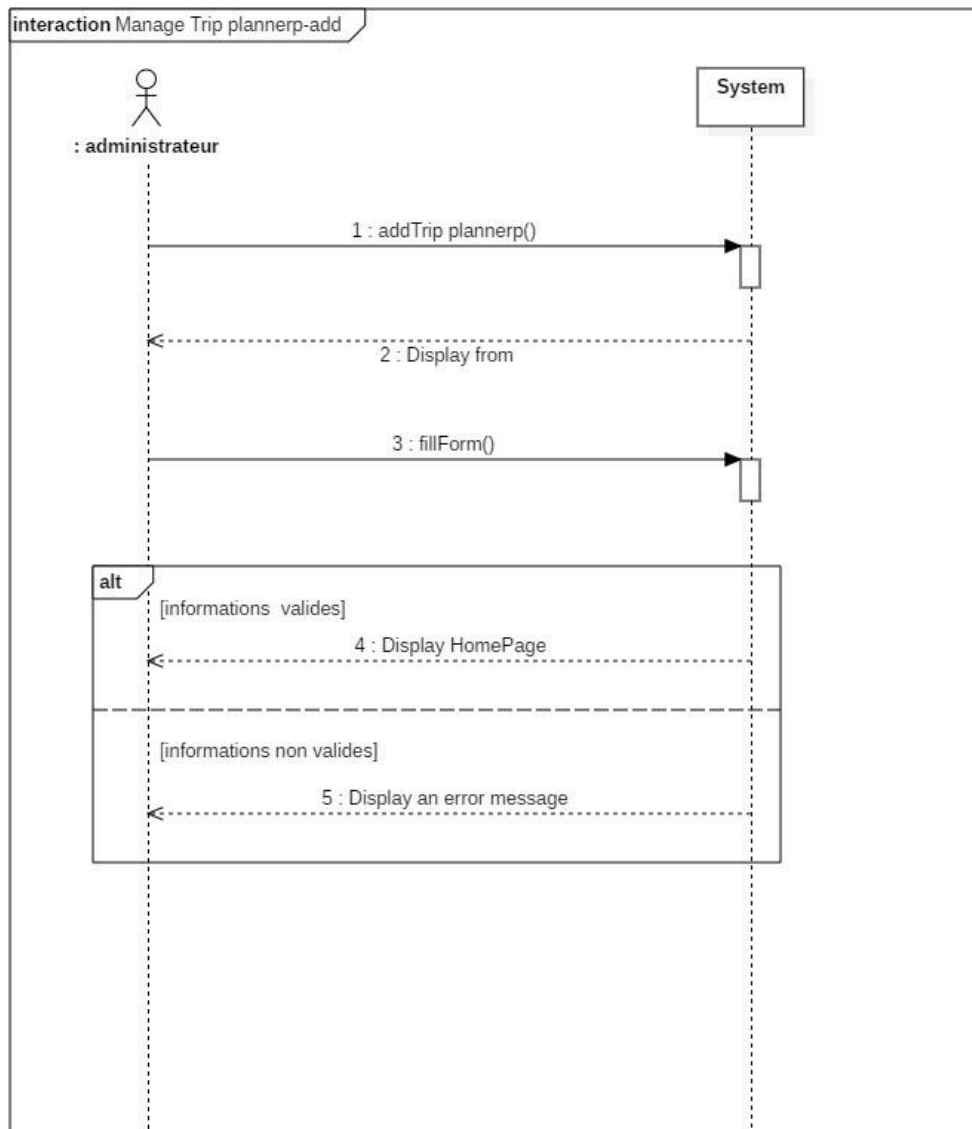 interaction Manage Trip plannerp-add
System
: administrateur
1 : addTrip plannerp()
2 : Display from
3 : fillForm()
alt
[informations  valides]
4 : Display HomePage
[informations non valides]
5 : Display an error message